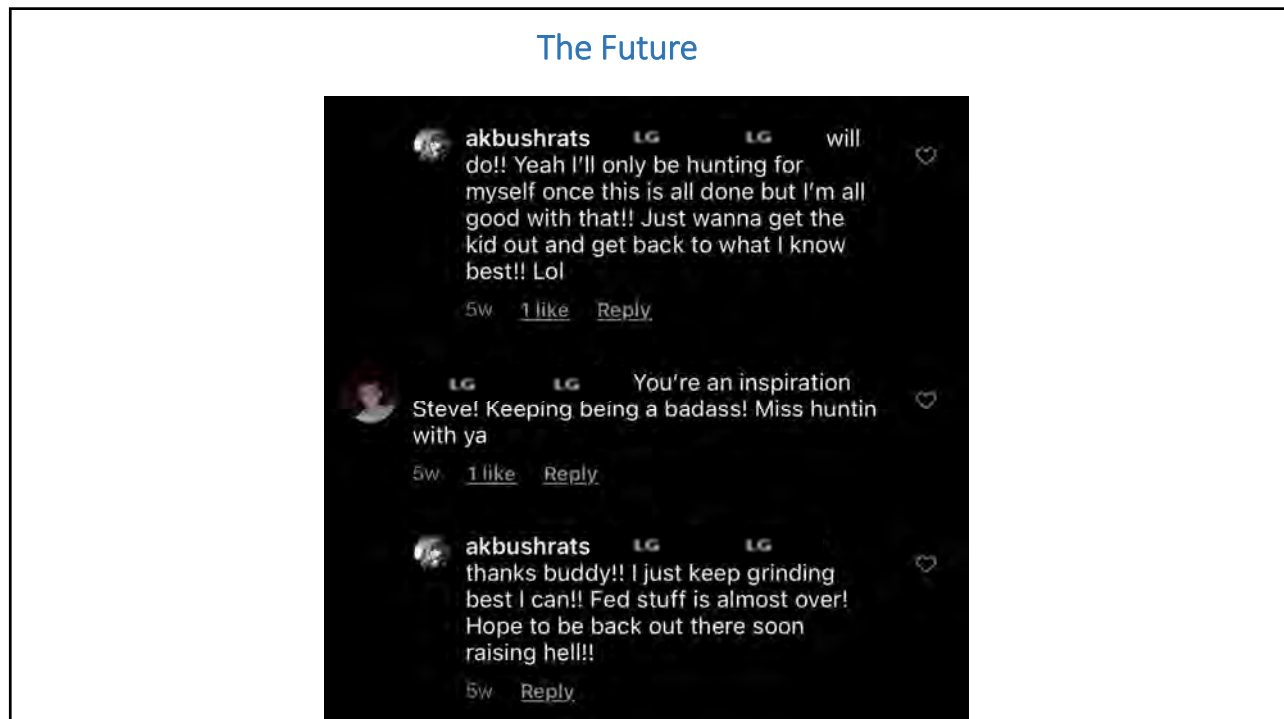 The Future
akbushrats LG LG will
do!! Yeah I'll only be hunting for
myself once this is all done but I'm all
good with that!! Just wanna get the
kid out and get back to what I know
best!! Lol
5w 1 like Reply
LG LG You're an inspiration
Steve! Keeping being a badass! Miss huntin
with ya
5w 1 like Reply
akbushrats LG LG
thanks buddy!! I just keep grinding
best I can!! Fed stuff is almost over!
Hope to be back out there soon
raising hell!!
5w Reply